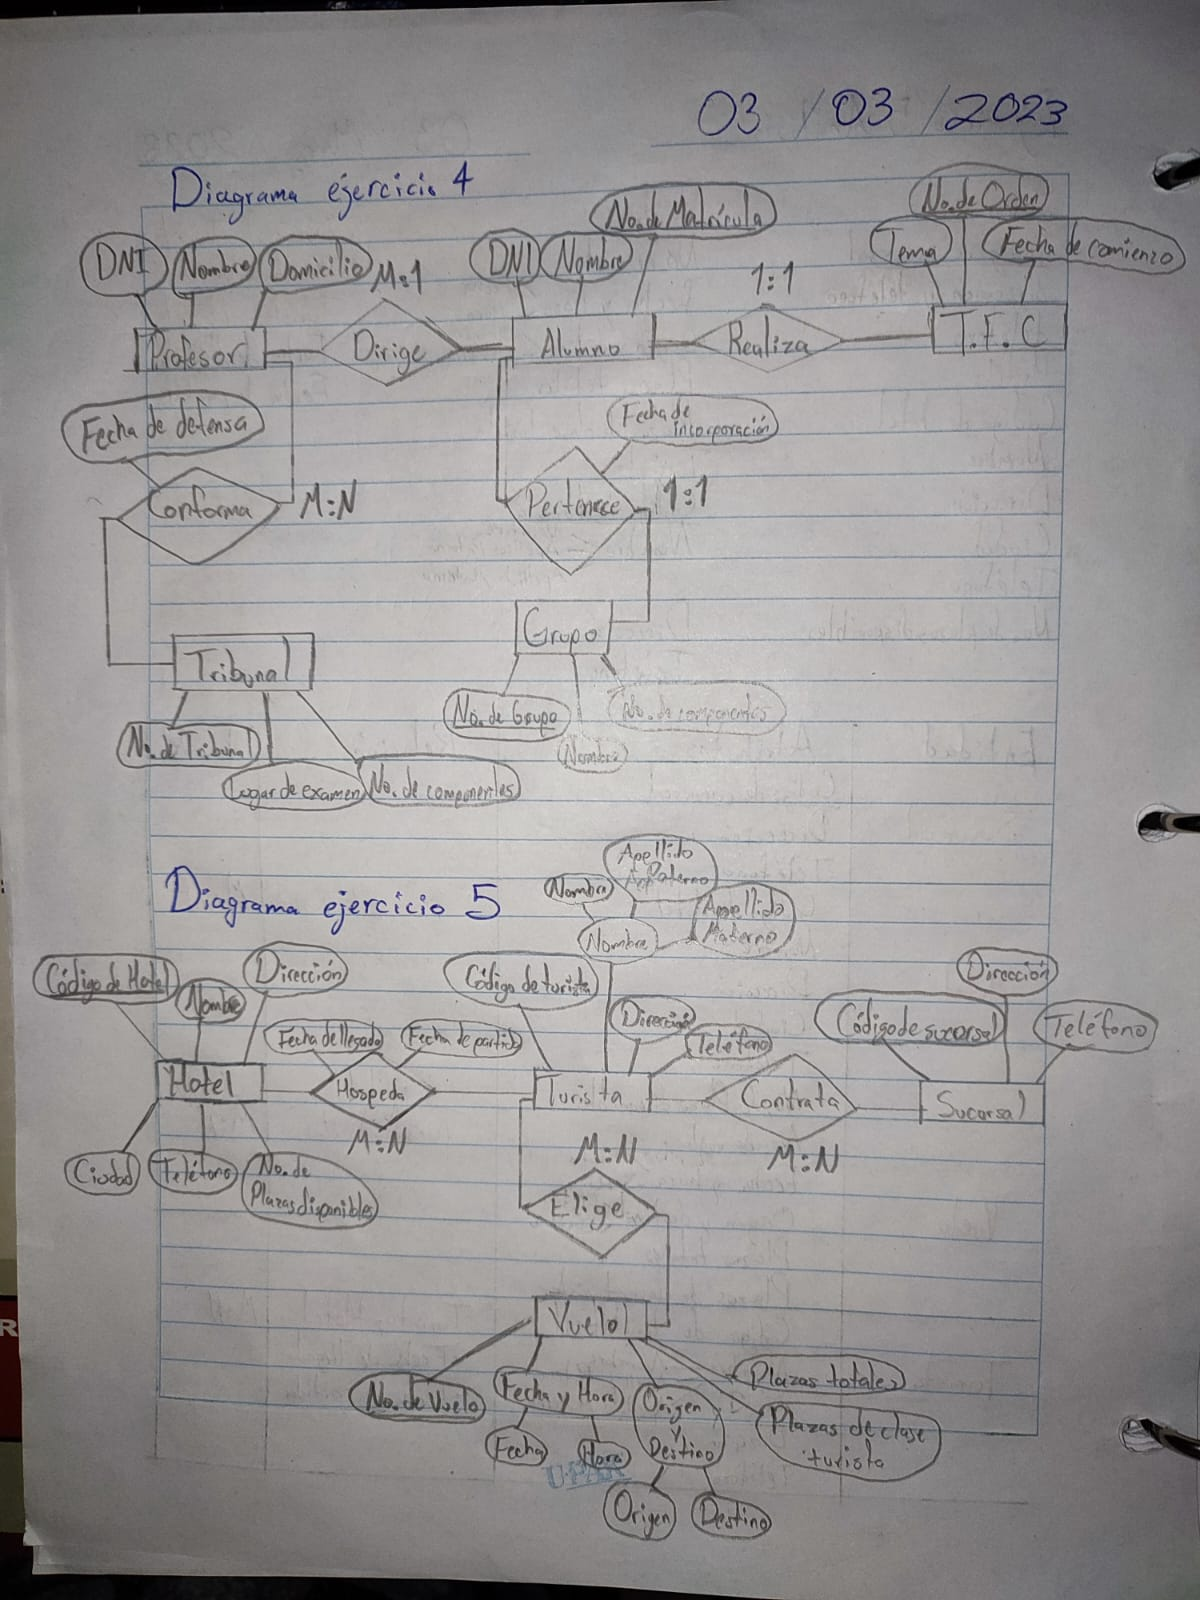 03 / 03 / 2023
Diagrama ejercicio 4
DNI
Nombre
Domicilio
M:1
DNI
Nombre
No. de Matrícula
1:1
Tema
No. de Orden
Fecha de comienzo
Profesor
Dirige
Alumno
Realiza
T.F.C
Fecha de defensa
Conforma
M:N
Fecha de
incorporación
Pertenece
1:1
Grupo
Tribunal
No. de Grupo
Nombre
No. de componentes
No. de Tribunal
Lugar de examen
No. de componentes
Diagrama ejercicio 5
Nombre
Apellido
Paterno
Apellido
Materno
Nombre
Código de Hotel
Nombre
Dirección
Fecha de llegada
Fecha de partida
Código de turista
Dirección
Teléfono
Código de sucursal
Dirección
Teléfono
Hotel
Hospeda
Turista
Contrata
Sucursal
M:N
M:N
M:N
Ciudad
Teléfono
No. de
Plazas disponibles
Elige
Vuelo
No. de Vuelo
Fecha y Hora
Fecha
Hora
Origen
y
Destino
Origen
Destino
Plazas totales
Plazas de clase
turista